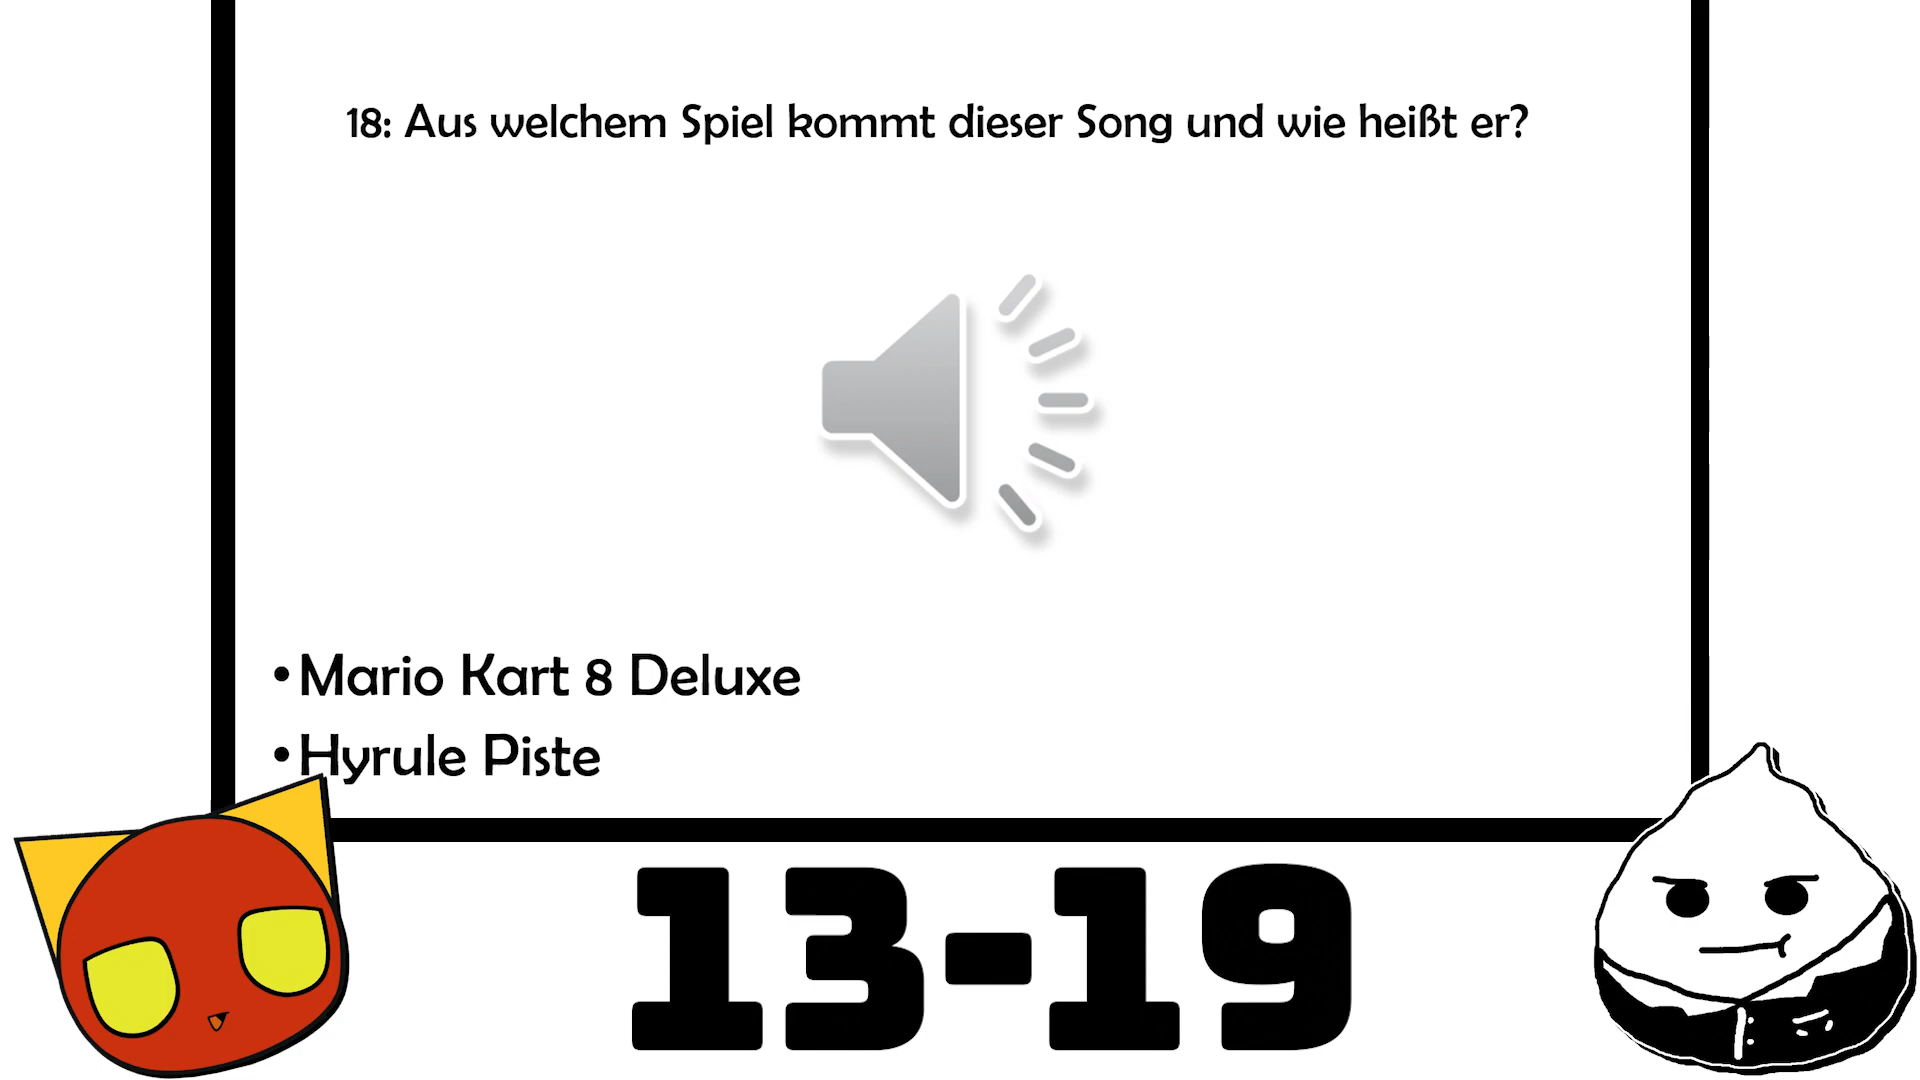 18: Aus welchem Spiel kommt dieser Song und wie heißt er?
• Mario Kart 8 Deluxe
• Hyrule Piste
13-19